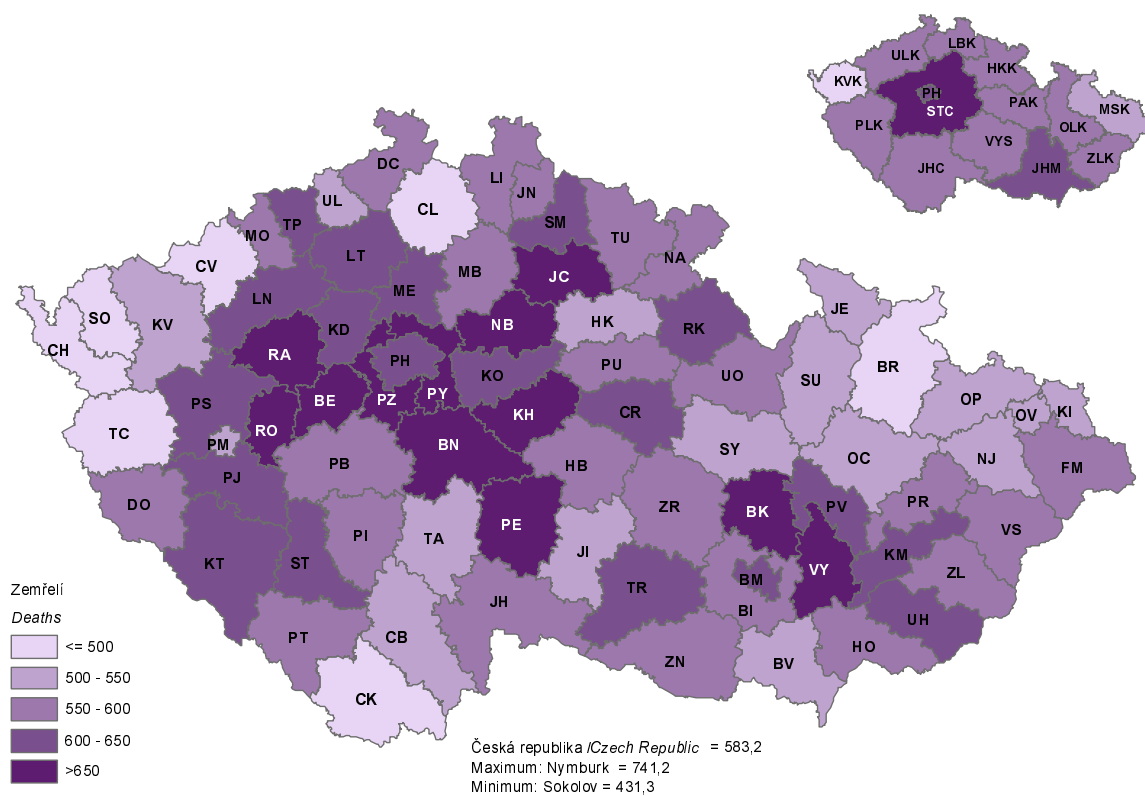 KVK
ULK
LBK
HKK
PH
STC
PAK
MSK
PLK
OLK
VYS
ZLK
JHC
JHM
DC
LI
JN
UL
CL
TP
SM
MO
TU
LT
NA
CV
MB
JC
ME
LN
SO
KV
KD
NB
HK
RK
JE
CH
RA
PH
KO
PU
UO
SU
BR
PS
BE
PZ
PY
KH
CR
OP
OV
KI
TC
RO
PM
BN
SY
PB
HB
OC
NJ
FM
PJ
DO
PE
ZR
BK
PV
PR
VS
PI
TA
JI
KT
ST
KM
ZL
VY
BM
TR
JH
BI
UH
PT
CB
HO
ZN
BV
CK
Zemřelí
Deaths
<= 500
500 - 550
550 - 600
600 - 650
>650
Česká republika /Czech Republic = 583,2
Maximum: Nymburk = 741,2
Minimum: Sokolov = 431,3